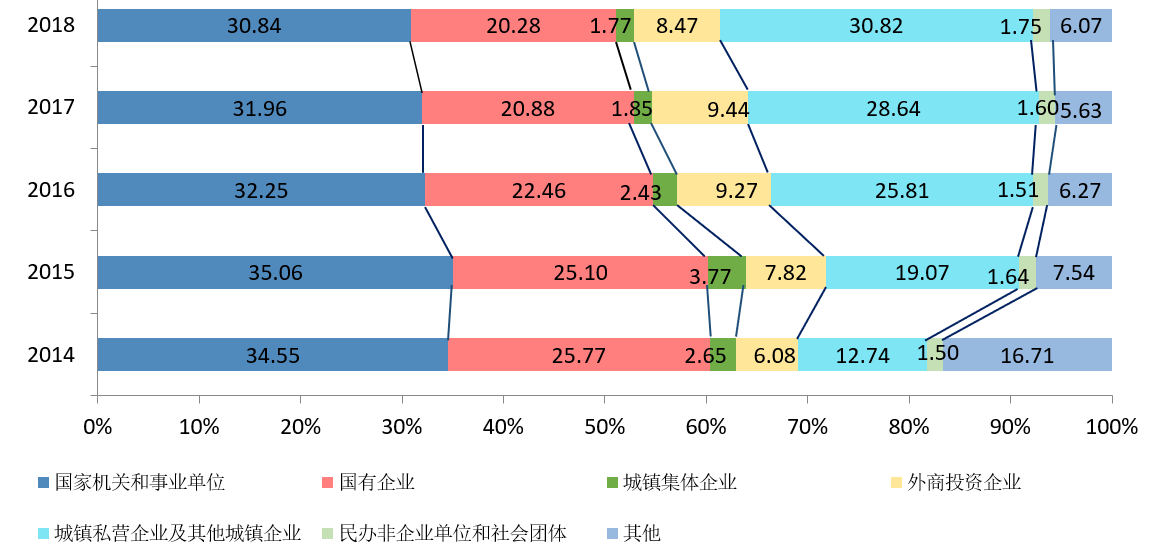 2018 30.84 20.28 1.77 8.47 30.82 1.75 6.07
2017 31.96 20.88 1.85 9.44 28.64 1.60 5.63
2016 32.25 22.46 2.43 9.27 25.81 1.51 6.27
2015 35.06 25.10 3.77 7.82 19.07 1.64 7.54
2014 34.55 25.77 2.65 6.08 12.74 1.50 16.71
0% 10% 20% 30% 40% 50% 60% 70% 80% 90% 100%
国家机关和事业单位 国有企业 城镇集体企业 外商投资企业
城镇私营企业及其他城镇企业 民办非企业单位和社会团体 其他